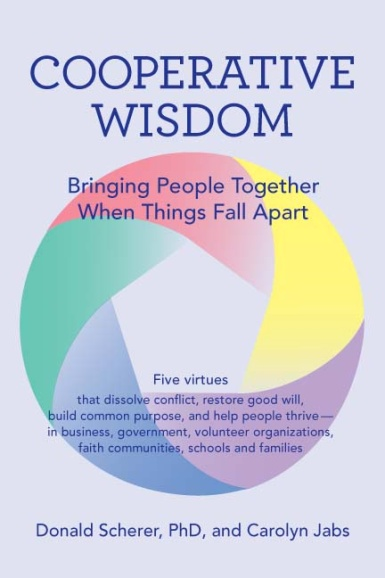 COOPERATIVE
WISDOM
Bringing People Together
When Things Fall Apart
Five virtues
that dissolve conflict, restore good will,
build common purpose, and help people thrive—
in business, government, volunteer organizations,
faith communities, schools and families
Donald Scherer, PhD, and Carolyn Jabs